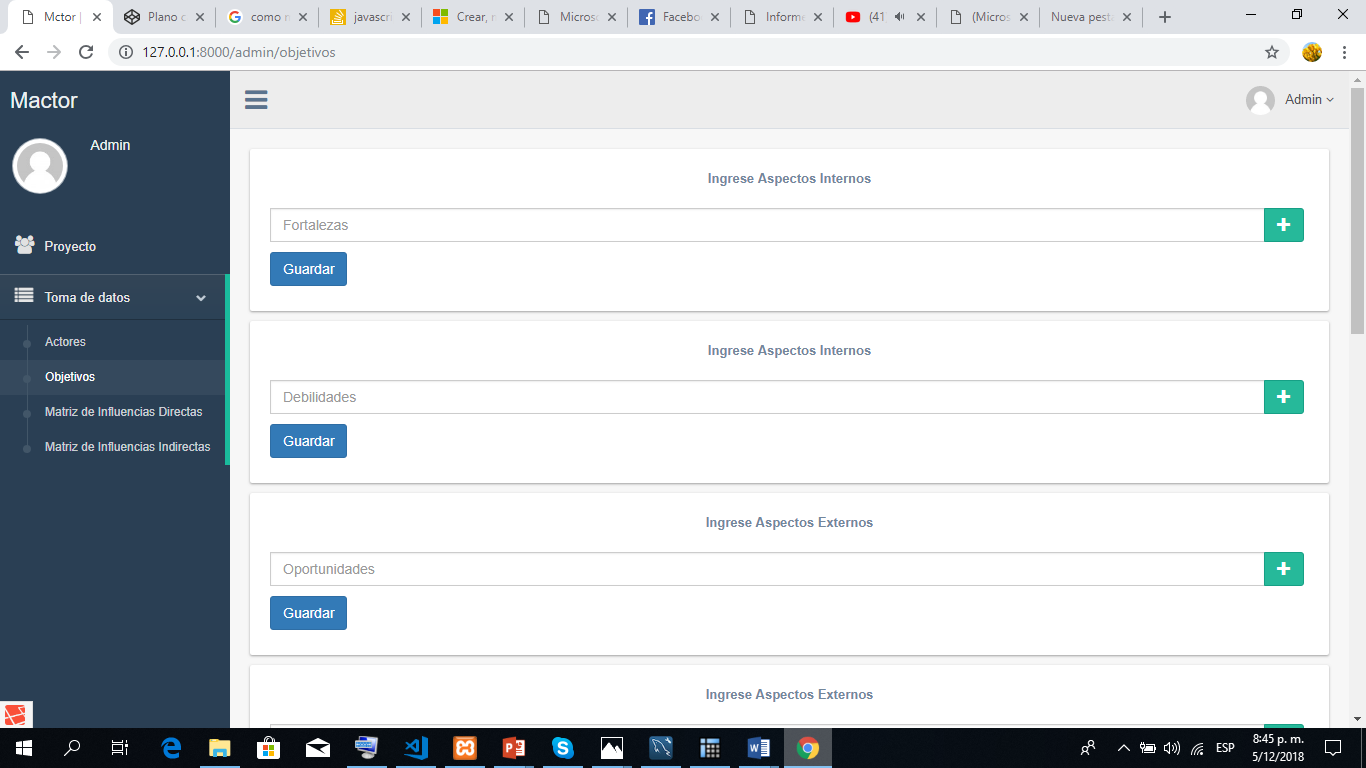 Mctor |
Plano c
como n
javascri
Crear, r
Micros
Facebo
Informe
(41
(Micros
Nueva pest
127.0.0.1:8000/admin/objetivos
Mactor
Admin
Admin
Proyecto
Toma de datos
Actores
Objetivos
Matriz de Influencias Directas
Matriz de Influencias Indirectas
Ingrese Aspectos Internos
Fortalezas
Guardar
Ingrese Aspectos Internos
Debilidades
Guardar
Ingrese Aspectos Externos
Oportunidades
Guardar
Ingrese Aspectos Externos
ESP
8:45 p. m.
5/12/2018